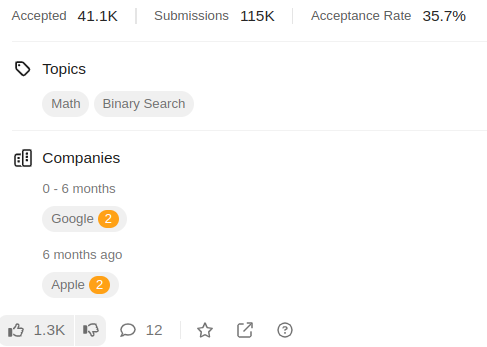 Accepted 41.1K Submissions 115K Acceptance Rate 35.7%
Topics
Math Binary Search
Companies
0 - 6 months
Google 2
6 months ago
Apple 2
1.3K 12